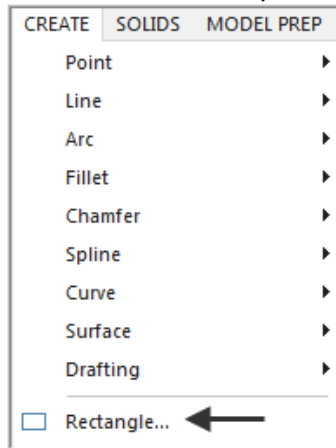 CREATE SOLIDS MODEL PREP
Point
Line
Arc
Fillet
Chamfer
Spline
Curve
Surface
Drafting
Rectangle...